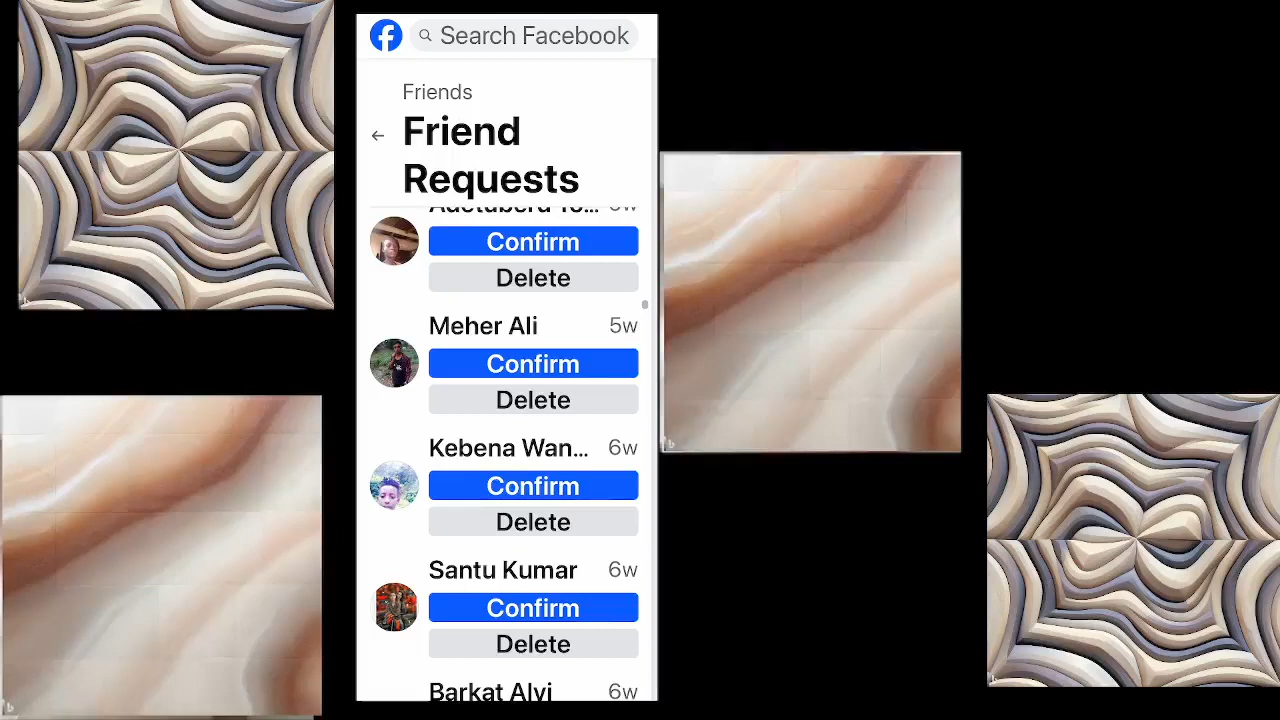 Search Facebook
Friends
Friend
Requests
Confirm
Delete
Meher Ali 5w
Confirm
Delete
Kebena Wan... 6w
Confirm
Delete
Santu Kumar 6w
Confirm
Delete
Barkat Alvi 6w